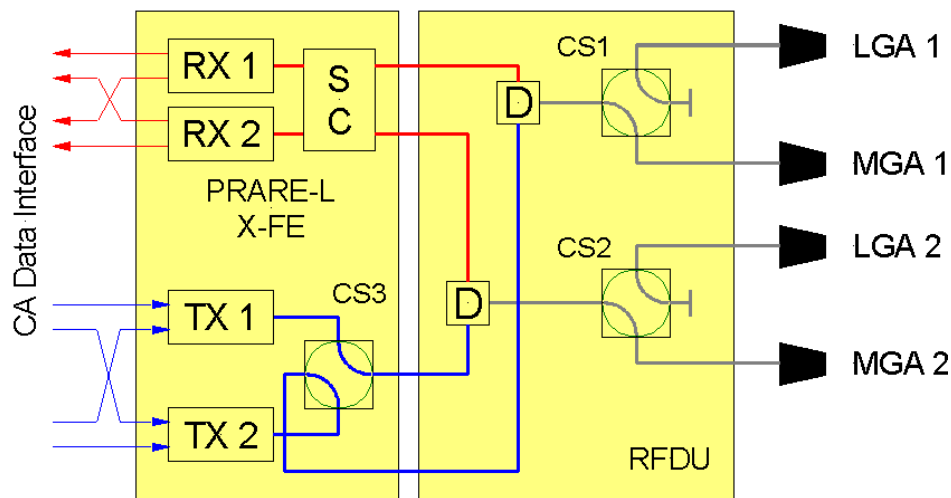 CA Data Interface
RX 1
RX 2
S
C
PRARE-L
X-FE
TX 1
TX 2
CS3
D
D
CS1
CS2
RFDU
LGA 1
MGA 1
LGA 2
MGA 2